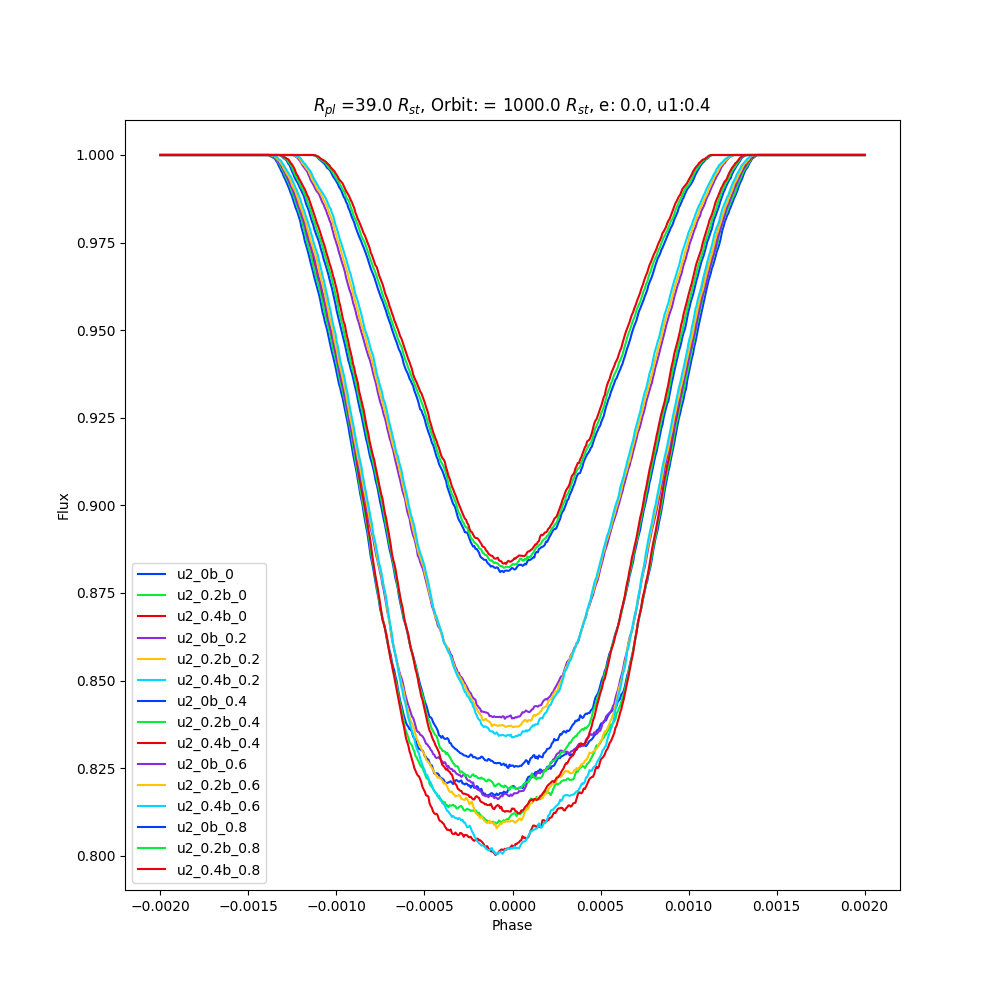 R_pl =39.0 R_st, Orbit: = 1000.0 R_st, e: 0.0, u1:0.4
1.000
0.975
0.950
0.925
0.900
0.875
0.850
0.825
0.800
Flux
u2_0b_0
u2_0.2b_0
u2_0.4b_0
u2_0b_0.2
u2_0.2b_0.2
u2_0.4b_0.2
u2_0b_0.4
u2_0.2b_0.4
u2_0.4b_0.4
u2_0b_0.6
u2_0.2b_0.6
u2_0.4b_0.6
u2_0b_0.8
u2_0.2b_0.8
u2_0.4b_0.8
−0.0020 −0.0015 −0.0010 −0.0005 0.0000 0.0005 0.0010 0.0015 0.0020
Phase